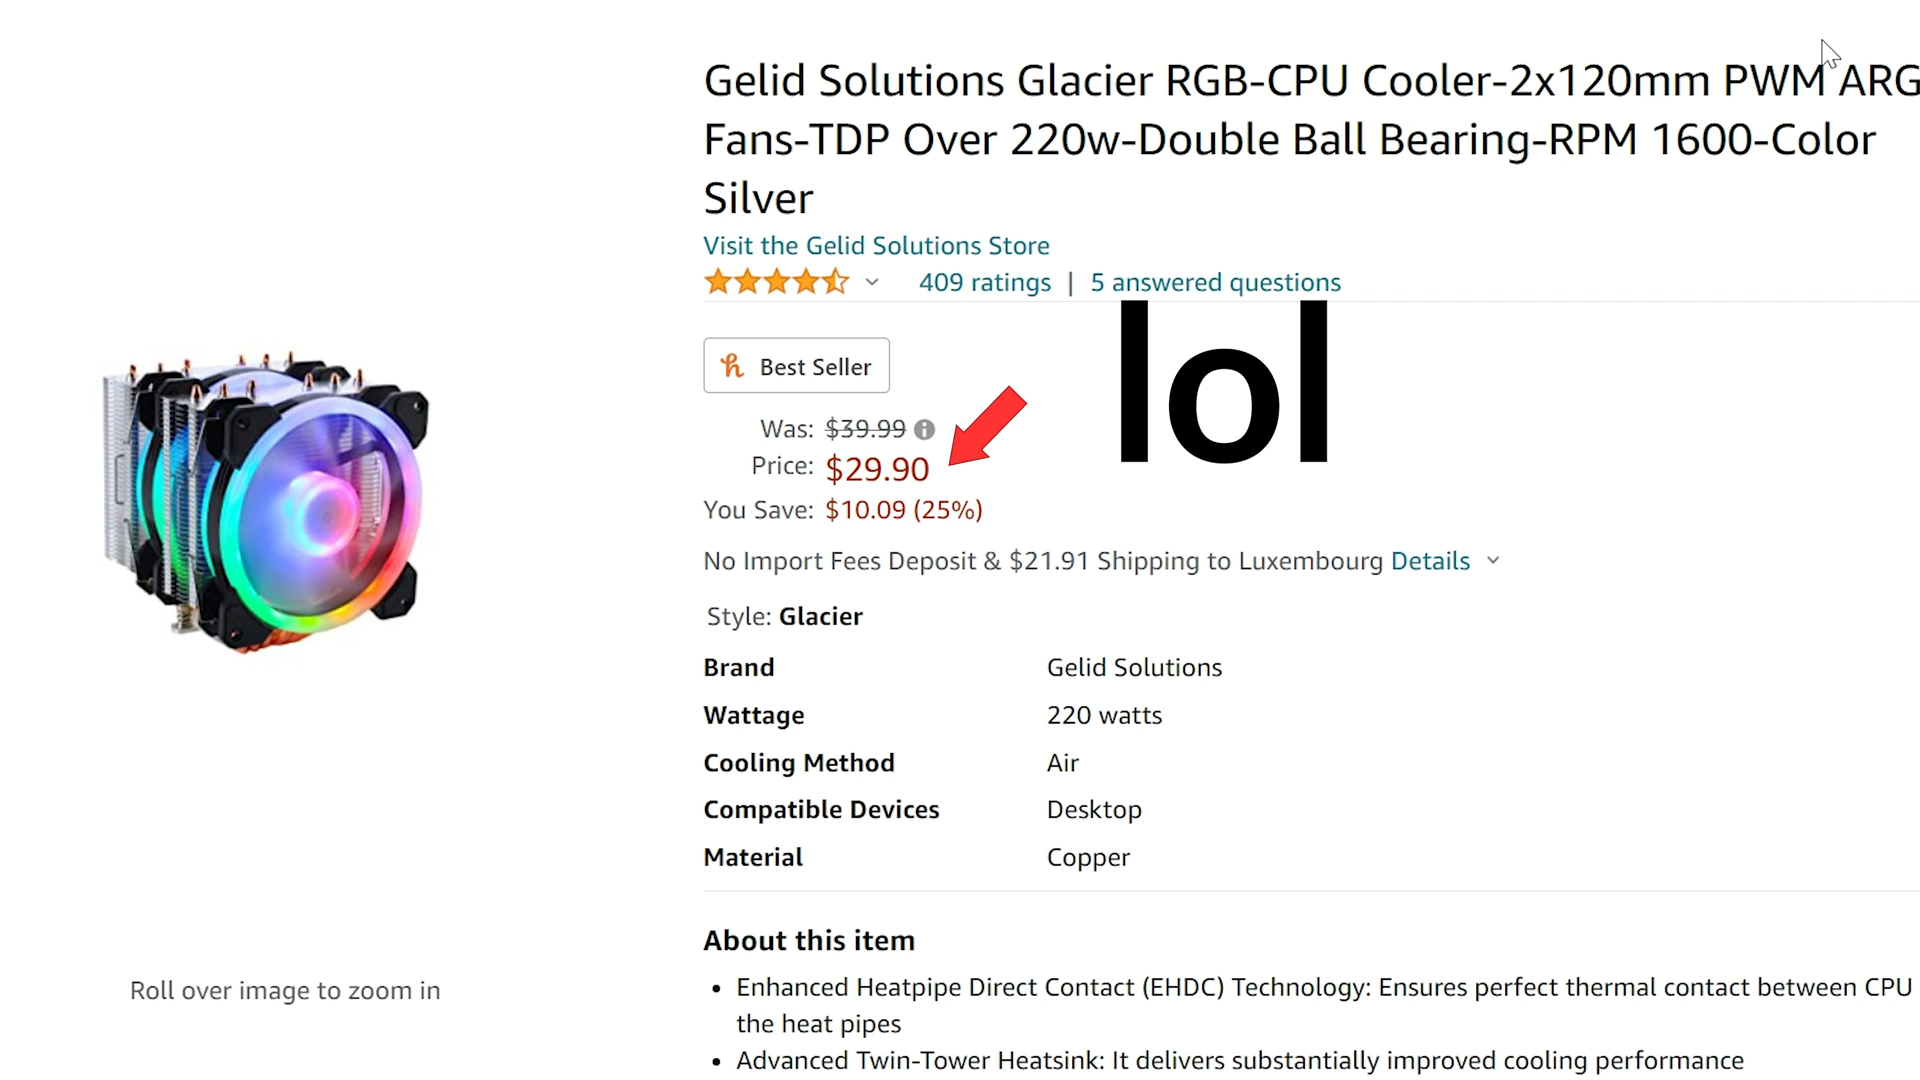 Gelid Solutions Glacier RGB-CPU Cooler-2x120mm PWM ARG
Fans-TDP Over 220w-Double Ball Bearing-RPM 1600-Color
Silver
Visit the Gelid Solutions Store
409 ratings | 5 answered questions
lol
Best Seller
Was: $39.99
Price: $29.90
You Save: $10.09 (25%)
No Import Fees Deposit & $21.91 Shipping to Luxembourg Details
Style: Glacier
Brand Gelid Solutions
Wattage 220 watts
Cooling Method Air
Compatible Devices Desktop
Material Copper
About this item
• Enhanced Heatpipe Direct Contact (EHDC) Technology: Ensures perfect thermal contact between CPU
the heat pipes
• Advanced Twin-Tower Heatsink: It delivers substantially improved cooling performance
Roll over image to zoom in